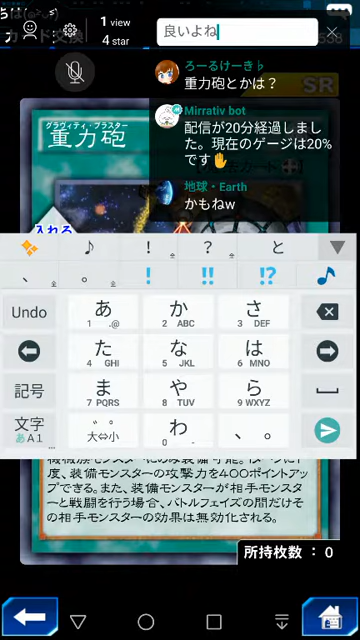 1 view
4 star
良いよね
ろーるけーき♭
重力砲とかは？
Mirrativ bot
配信が20分経過しまし
た。現在のゲージは20%
です✋
地球・Earth
かもねw
SR
グラヴィティ・ブラスター
重力砲
入れる
♪ ！ ？ と
全 全
、 。 ！ !! !? ♪
全 全
Undo あ か さ
1 .@ 2 ABC 3 DEF
た な は
4 GHI 5 JKL 6 MNO
記号 ま や ら
7 PQRS 8 TUV 9 WXYZ
文字 ゛゜ わ 、。
あA1 大⇔小 0
度、装備モンスターの攻撃力を400ポイントアッ
プできる。また、装備モンスターが相手モンスタ
ーと戦闘を行う場合、バトルフェイズの間だけそ
の相手モンスターの効果は無効化される。
所持枚数 ： 0